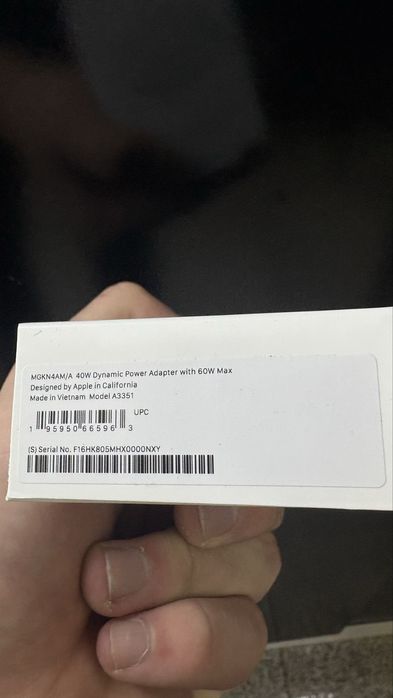 MGKN4AM/A 40W Dynamic Power Adapter with 60W Max
Designed by Apple in California
Made in Vietnam Model A3351
UPC
1 95950 66596 3
(S) Serial No. F16HK805MHX0000NXY